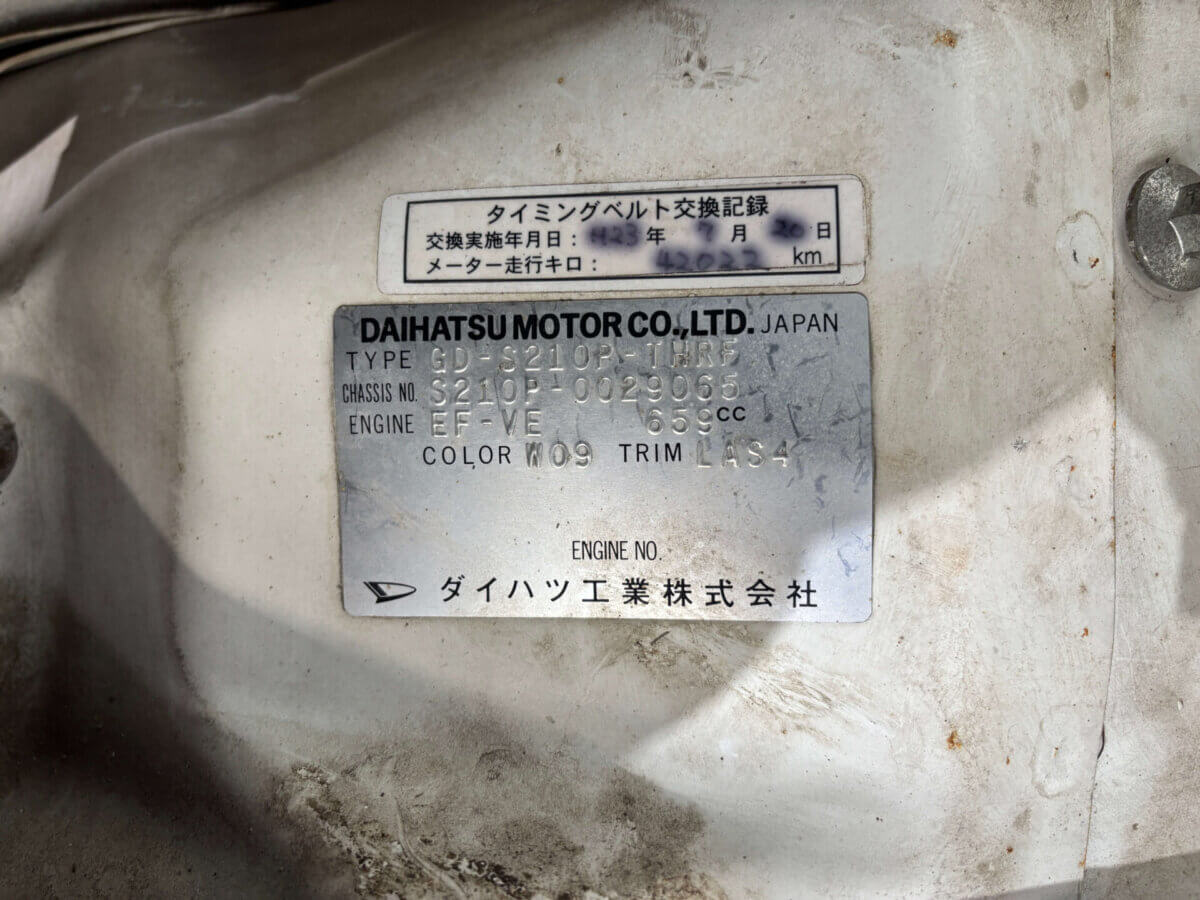 タイミングベルト交換記録
交換実施年月日： H23 年 7 月 20 日
メーター走行キロ： 42022 km
DAIHATSU MOTOR CO.,LTD. JAPAN
TYPE GD-S210P-THRF
CHASSIS NO. S210P-0029065
ENGINE EF-VE 659 CC
COLOR W09 TRIM LAS4
ENGINE NO.
ダイハツ工業株式会社